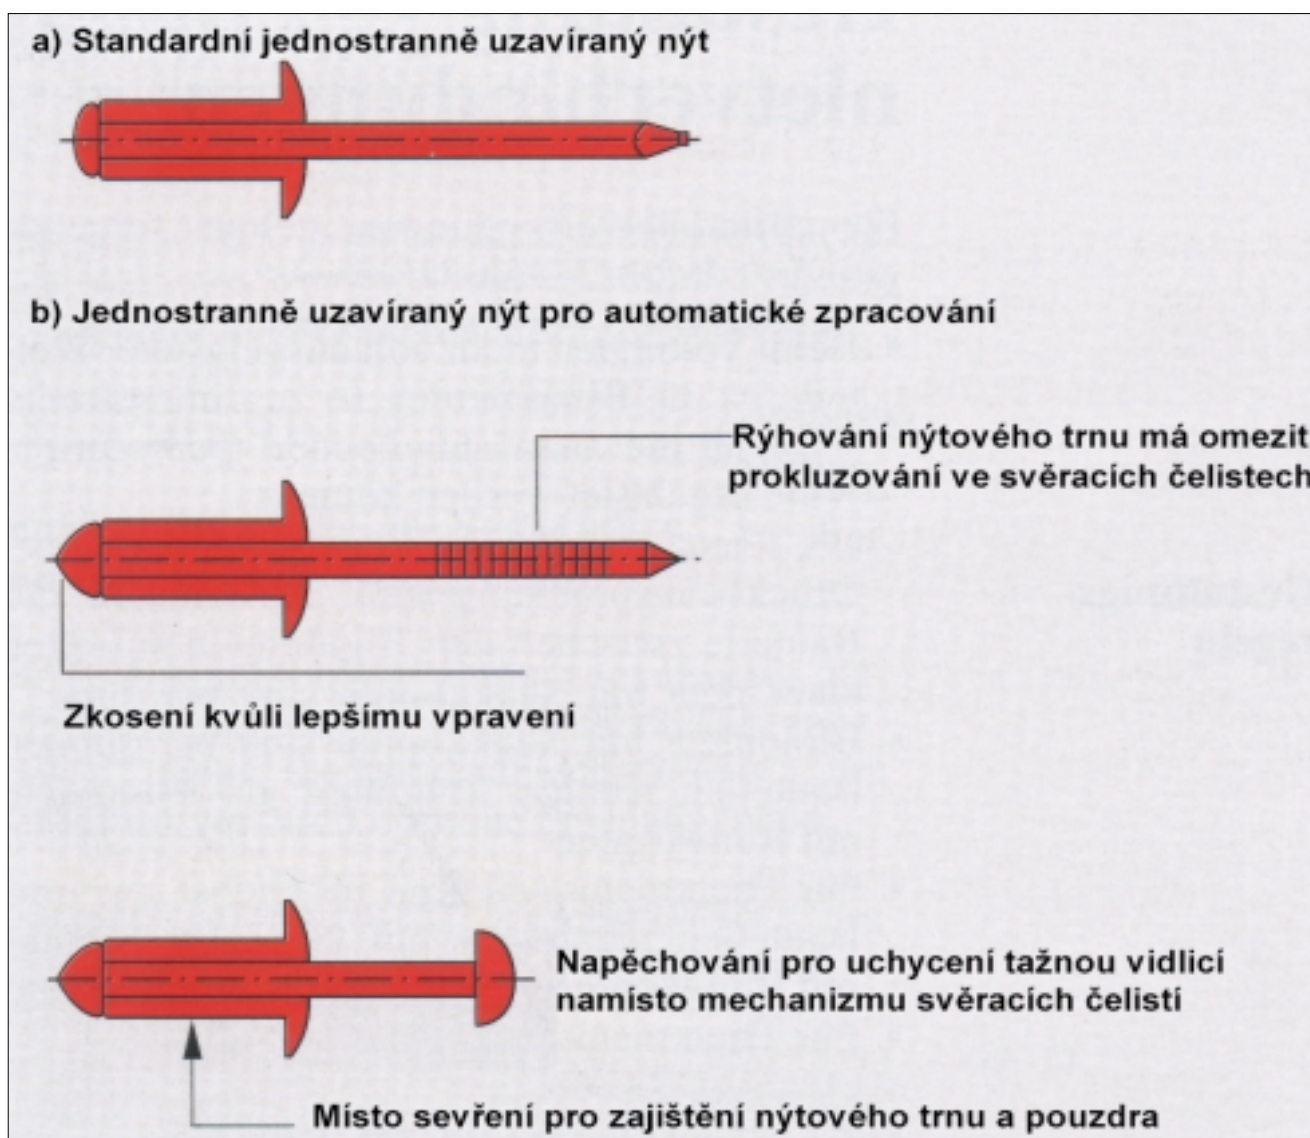 a) Standardní jednostranně uzavíraný nýt
b) Jednostranně uzavíraný nýt pro automatické zpracování
Rýhování nýtového trnu má omezit
prokluzování ve svěracích čelistech
Zkosení kvůli lepšímu vpravení
Napěchování pro uchycení tažnou vidlicí
namísto mechanizmu svěracích čelistí
Místo sevření pro zajištění nýtového trnu a pouzdra